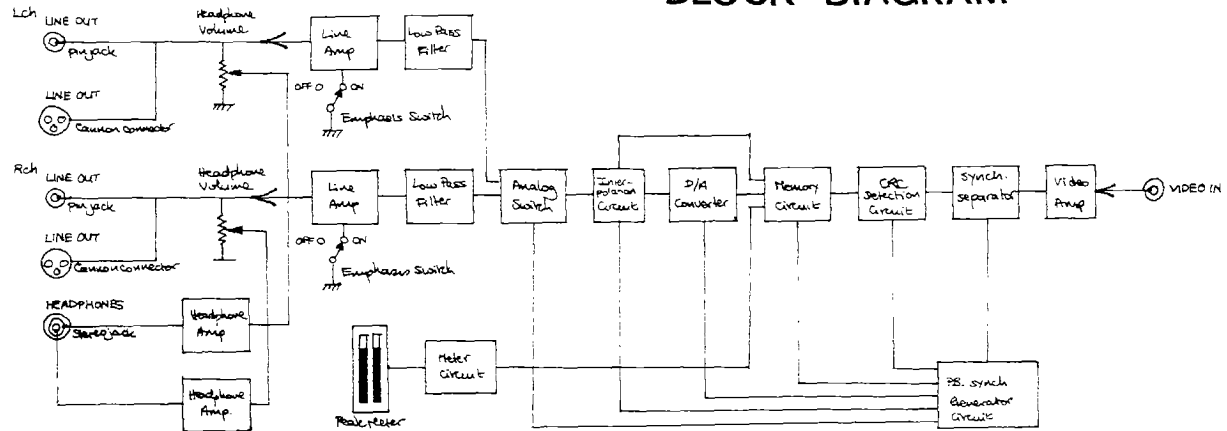 BLOCK DIAGRAM
Lch
LINE OUT
Pin jack
LINE OUT
Cannon connector
Headphone
Volume
Line
Amp
Low Pass
Filter
OFF
ON
Emphasis Switch
Rch
LINE OUT
Pin jack
LINE OUT
Cannon connector
Headphone
Volume
Line
Amp
Low Pass
Filter
OFF
ON
Emphasis Switch
Analog
Switch
Inter-
polation
Circuit
D/A
Converter
Memory
Circuit
CRC
Detection
Circuit
Synch.
Separator
Video
Amp
VIDEO IN
HEADPHONES
Stereo jack
Headphone
Amp
Headphone
Amp.
Peak Meter
Meter
Circuit
P.B. Synch
Generator
Circuit